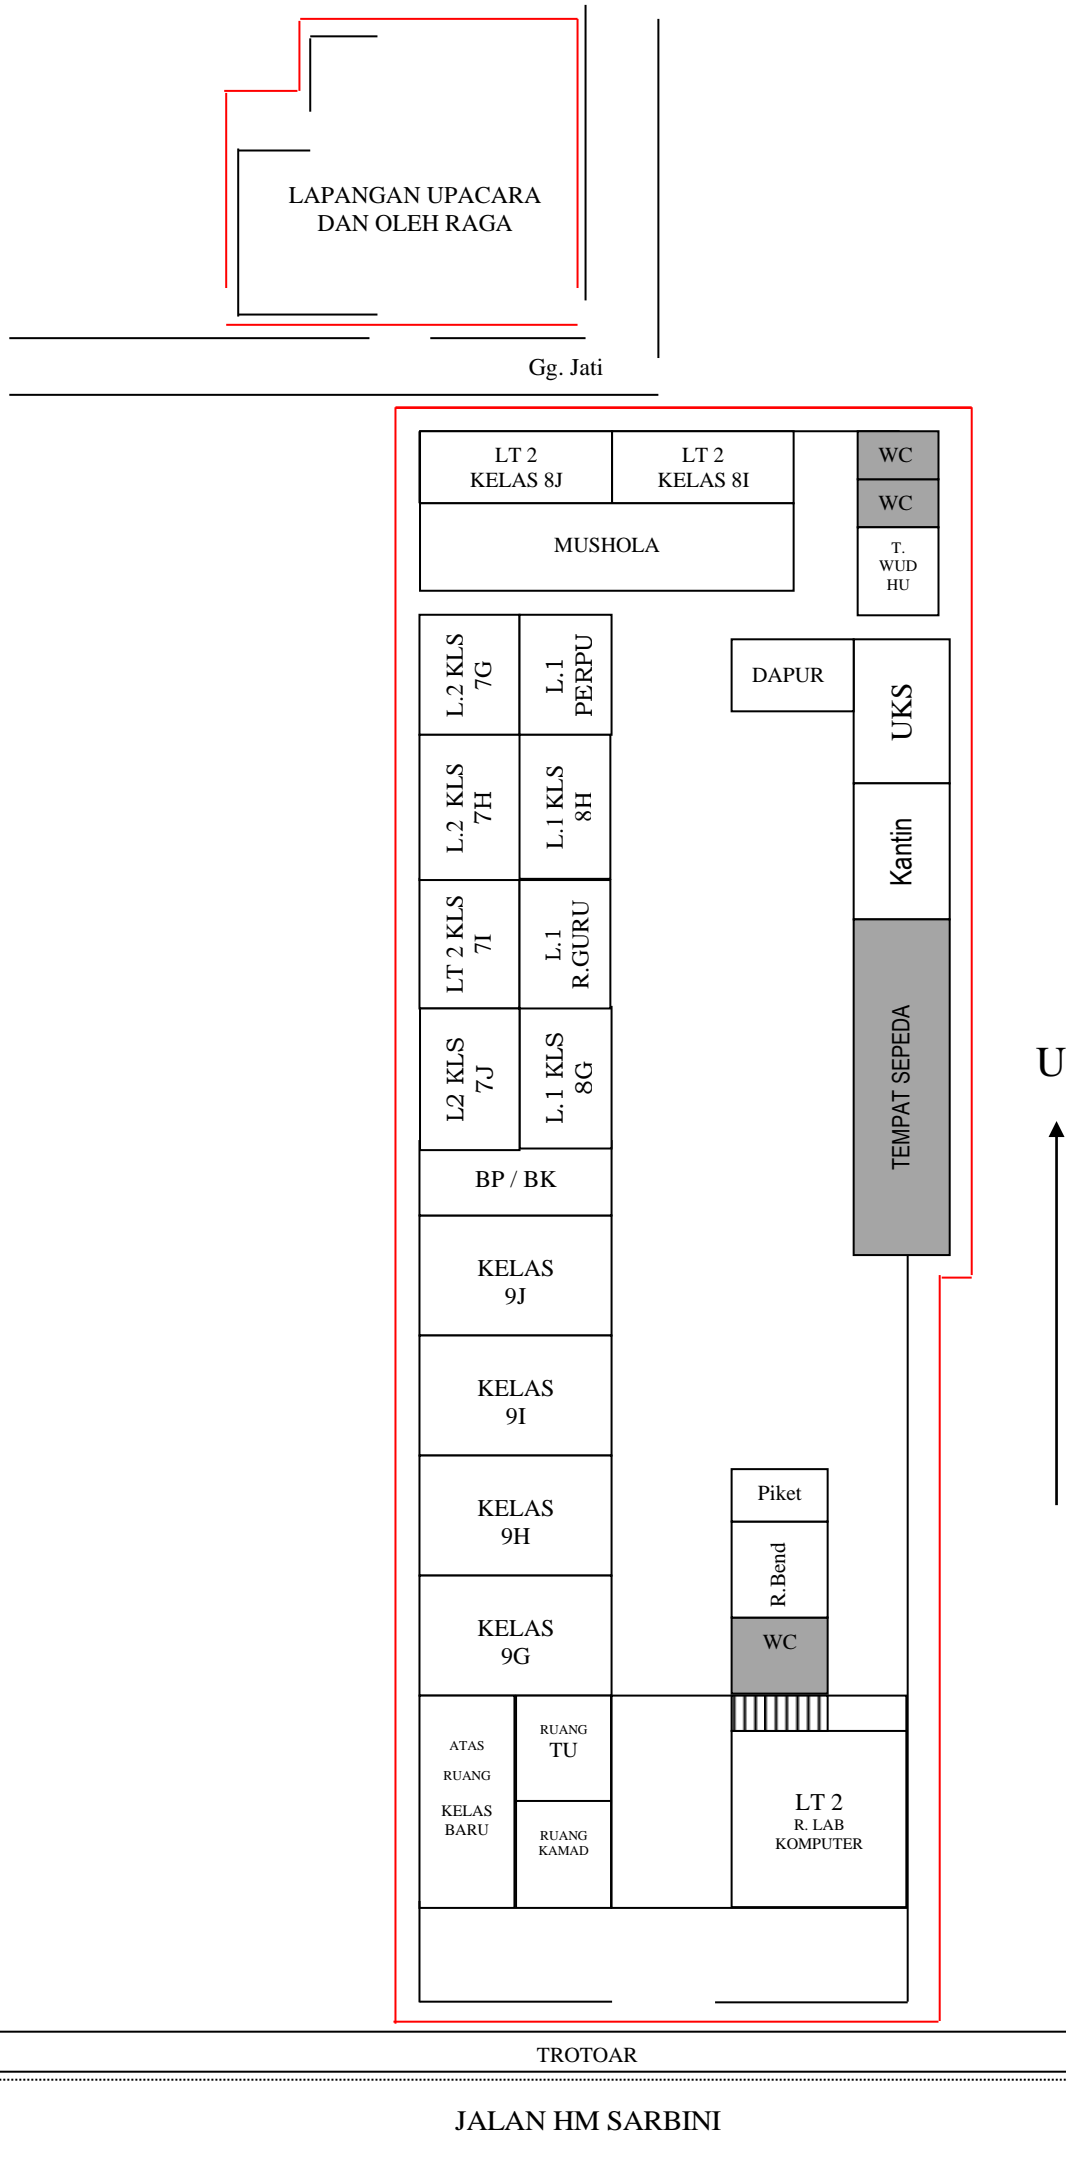 LAPANGAN UPACARA
DAN OLEH RAGA
Gg. Jati
LT 2
KELAS 8J
LT 2
KELAS 8I
WC
WC
MUSHOLA
T.
WUD
HU
L.2 KLS
7G
L.1
PERPU
DAPUR
UKS
L.2 KLS
7H
L.1 KLS
8H
Kantin
LT 2 KLS
7I
L.1
R.GURU
L2 KLS
7J
L.1 KLS
8G
TEMPAT SEPEDA
U
BP / BK
KELAS
9J
KELAS
9I
KELAS
9H
Piket
R.Bend
KELAS
9G
WC
ATAS
RUANG
KELAS
BARU
RUANG
TU
RUANG
KAMAD
LT 2
R. LAB
KOMPUTER
TROTOAR
JALAN HM SARBINI